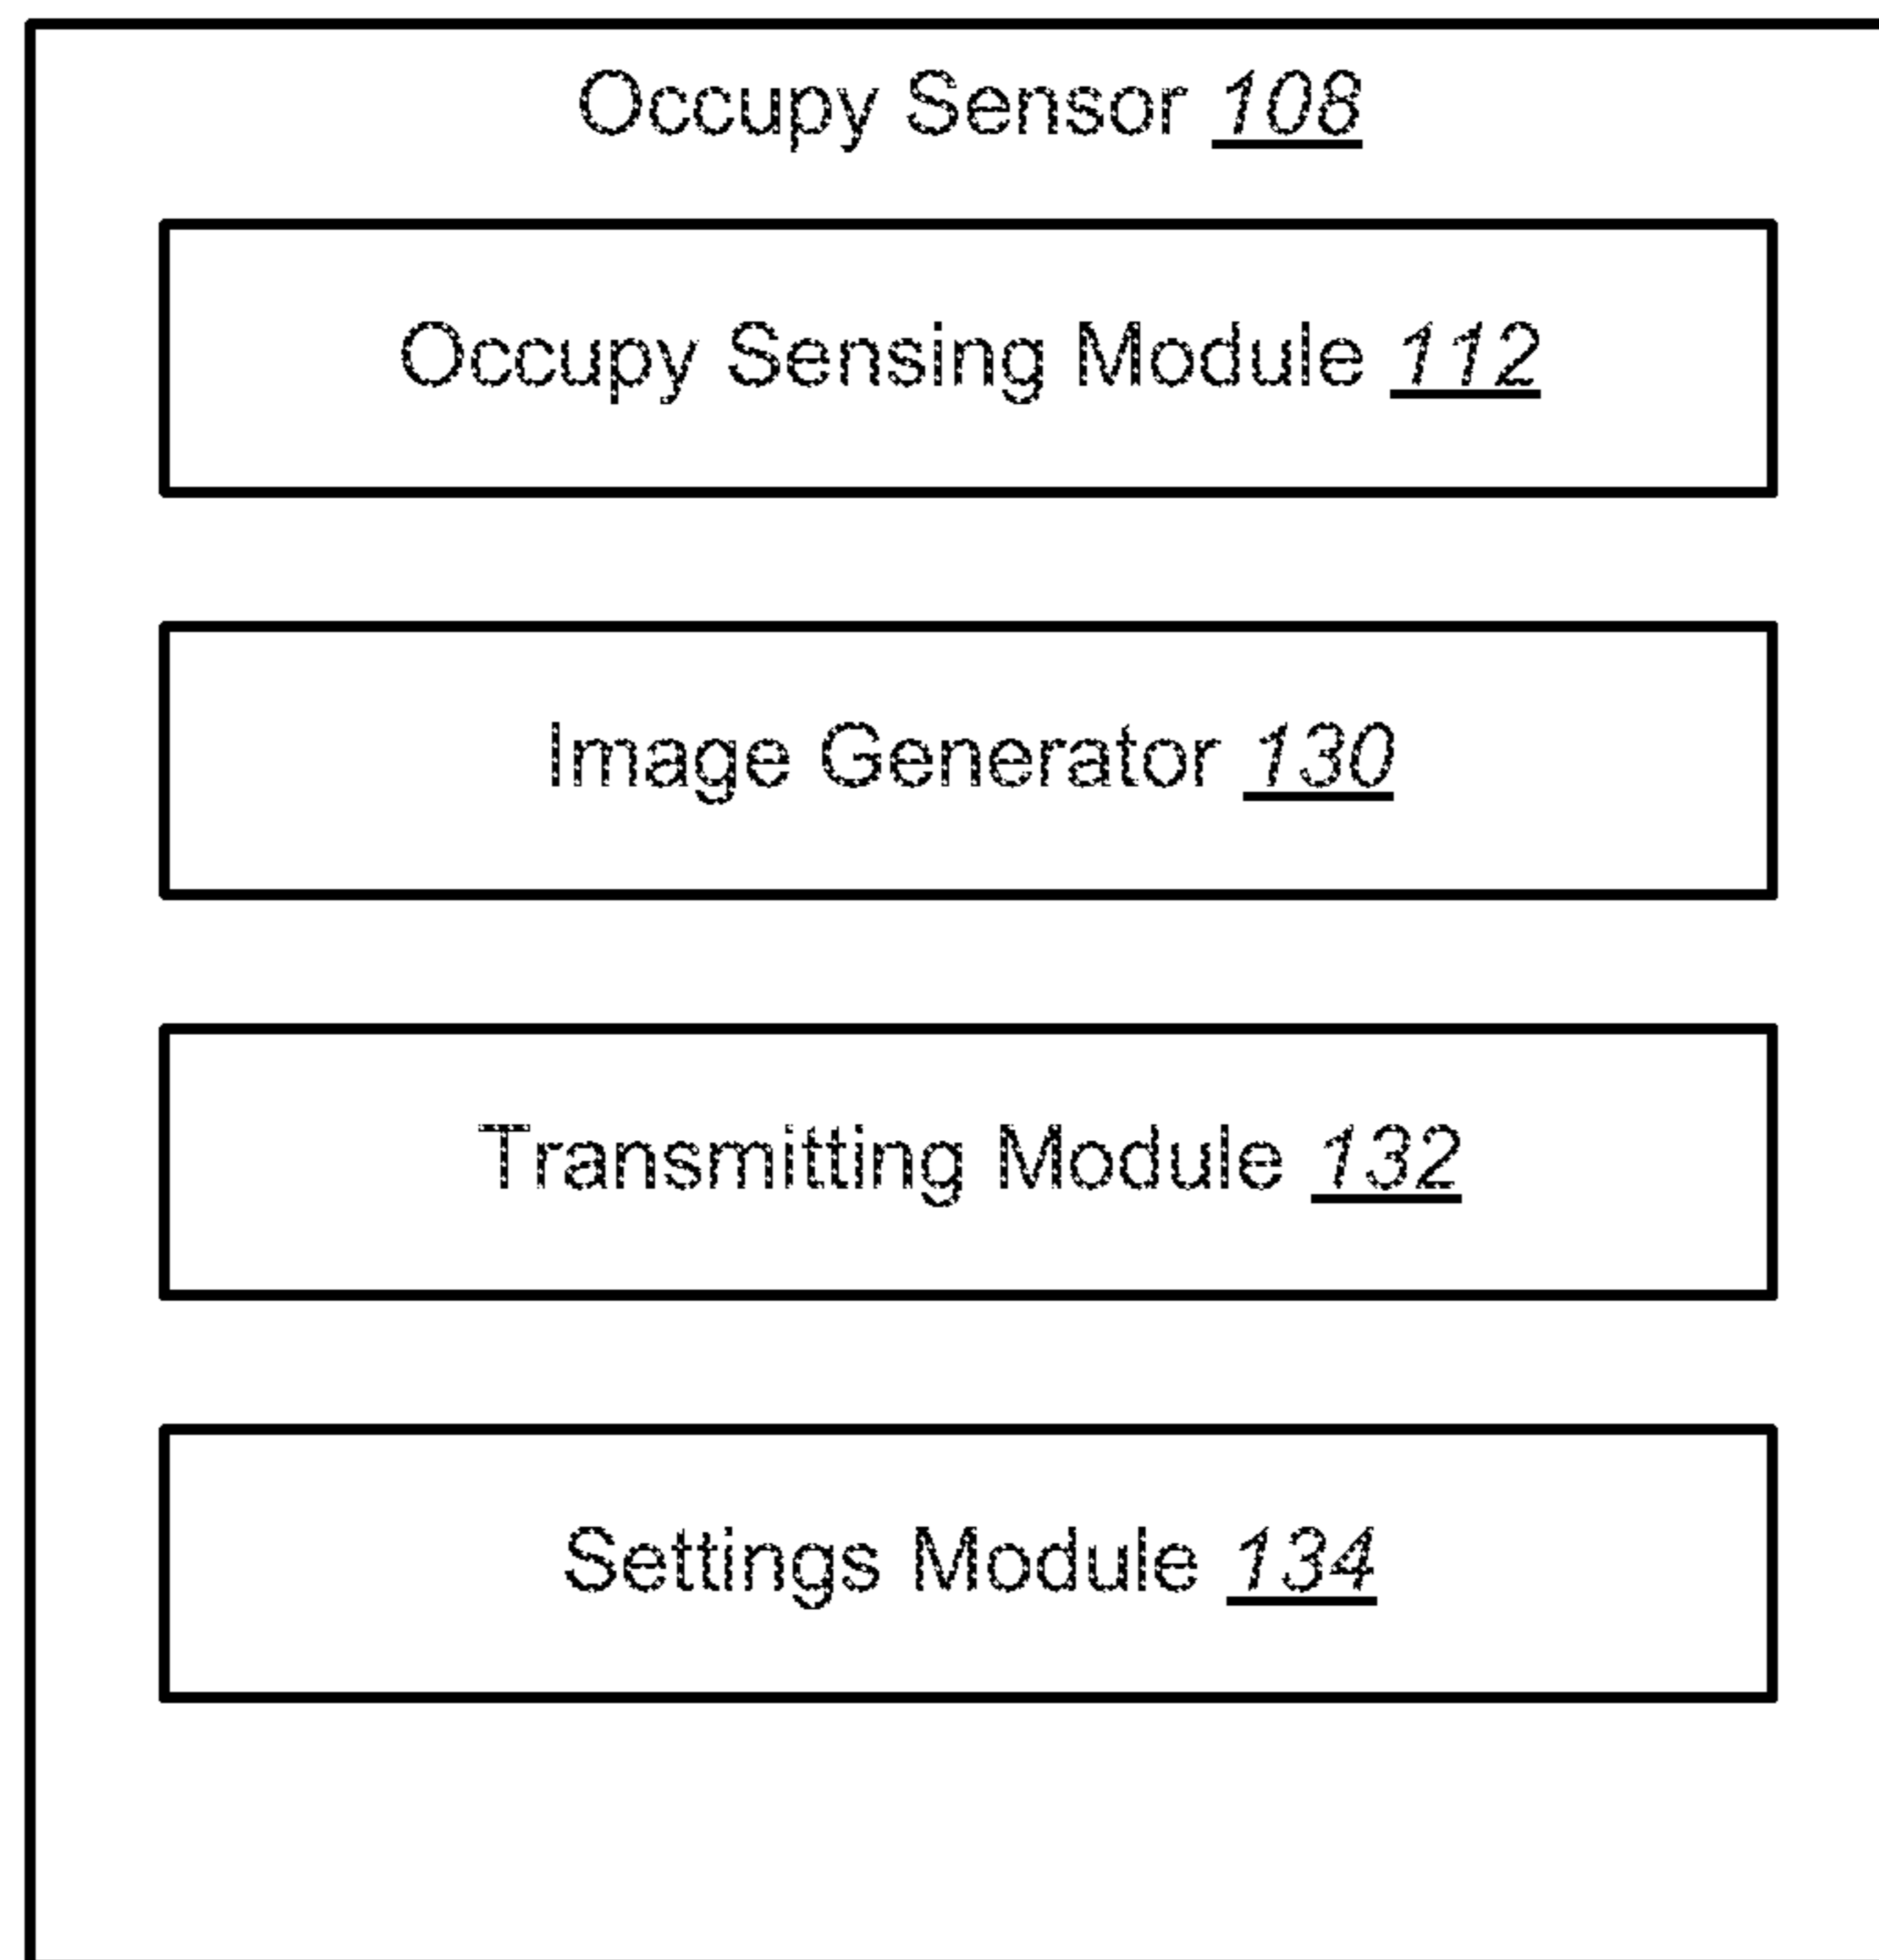 Occupy Sensor 108
Occupy Sensing Module 112
Image Generator 130
Transmitting Module 132
Settings Module 134